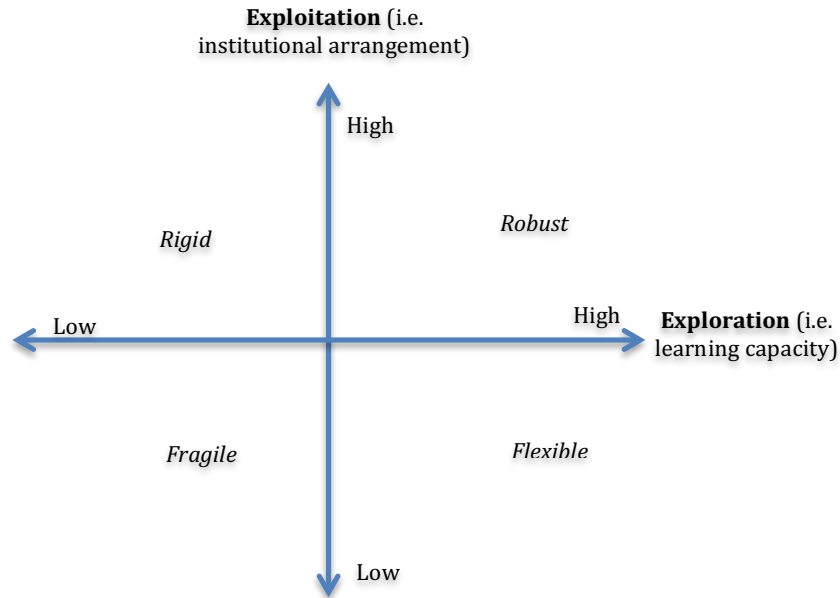 Exploitation (i.e.
institutional arrangement)
High
Rigid
Robust
Low
High
Exploration (i.e.
learning capacity)
Fragile
Flexible
Low